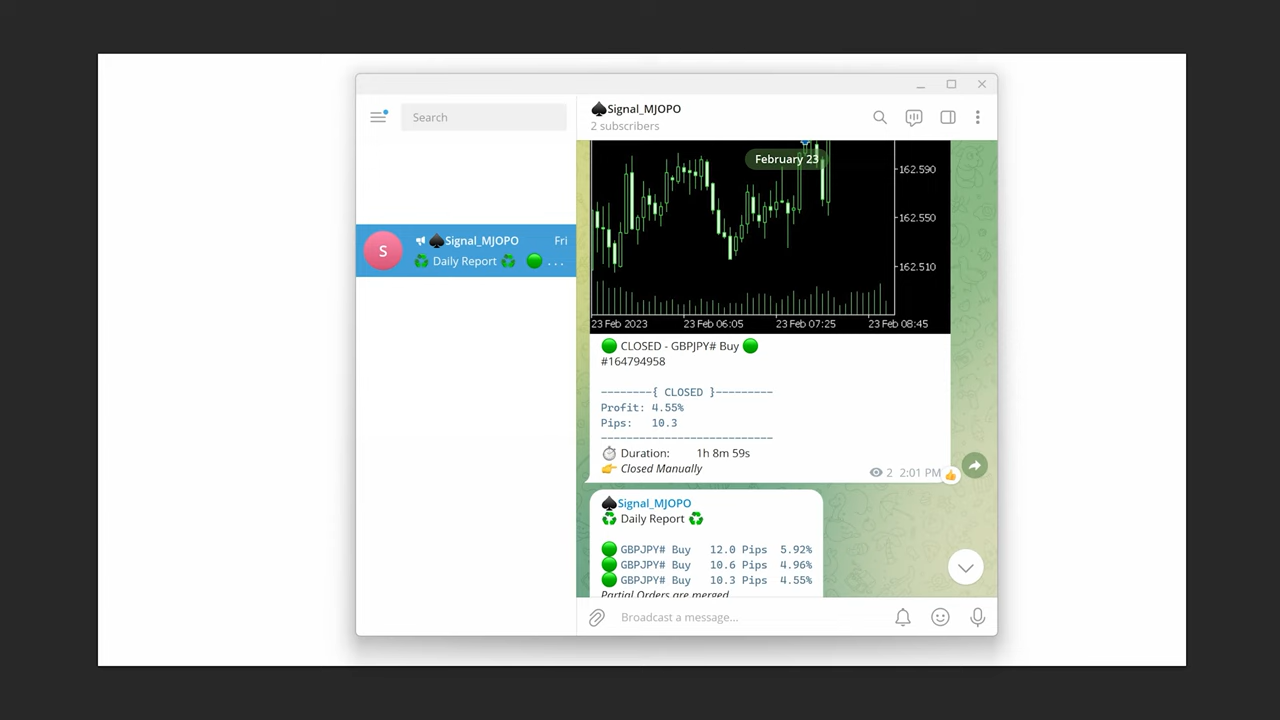 Search
♠Signal_MJOPO
2 subscribers
♠Signal_MJOPO Fri
♻ Daily Report ♻ 🟢 ...
S
February 23
162.590
162.550
162.510
23 Feb 2023 23 Feb 06:05 23 Feb 07:25 23 Feb 08:45
🟢 CLOSED - GBPJPY# Buy 🟢
#164794958
--------{ CLOSED }---------
Profit: 4.55%
Pips: 10.3
---------------------------
⏱ Duration: 1h 8m 59s
👉 Closed Manually
2 2:01 PM
♠Signal_MJOPO
♻ Daily Report ♻
🟢 GBPJPY# Buy 12.0 Pips 5.92%
🟢 GBPJPY# Buy 10.6 Pips 4.96%
🟢 GBPJPY# Buy 10.3 Pips 4.55%
Partial Orders are merged
Broadcast a message...